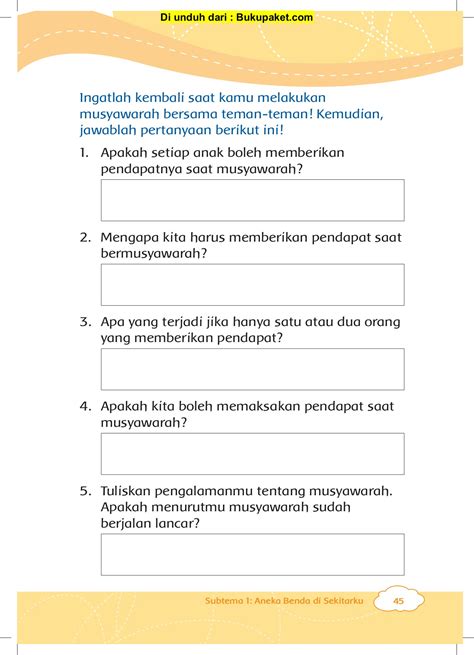 Di unduh dari : Bukupaket.com
Ingatlah kembali saat kamu melakukan
musyawarah bersama teman-teman! Kemudian,
jawablah pertanyaan berikut ini!
1. Apakah setiap anak boleh memberikan
pendapatnya saat musyawarah?
2. Mengapa kita harus memberikan pendapat saat
bermusyawarah?
3. Apa yang terjadi jika hanya satu atau dua orang
yang memberikan pendapat?
4. Apakah kita boleh memaksakan pendapat saat
musyawarah?
5. Tuliskan pengalamanmu tentang musyawarah.
Apakah menurutmu musyawarah sudah
berjalan lancar?
Subtema 1: Aneka Benda di Sekitarku 45